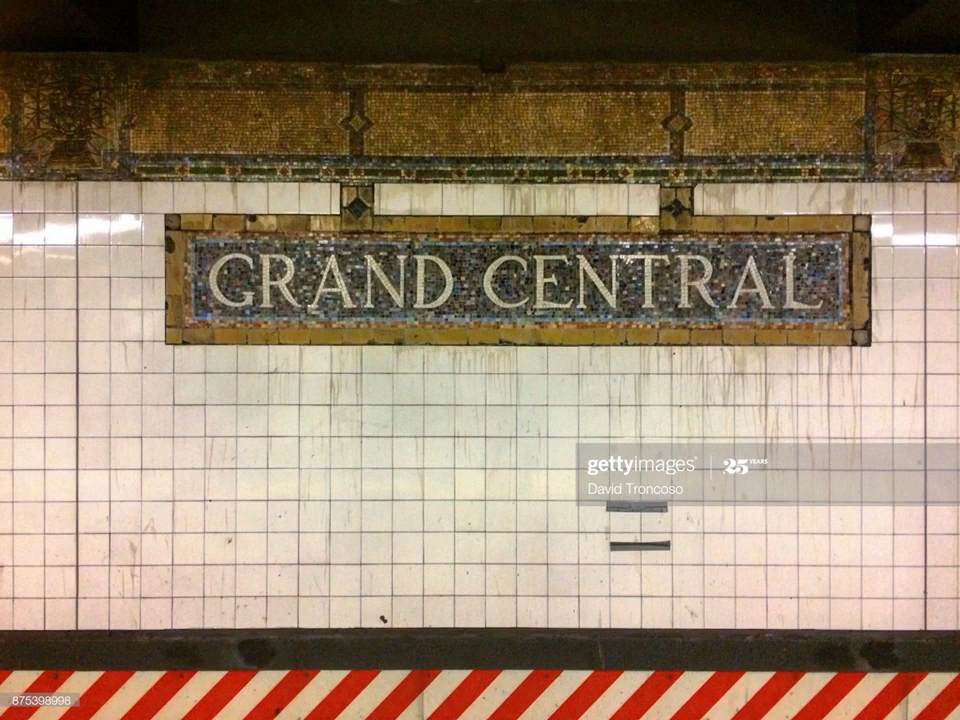 GRAND CENTRAL
gettyimages® | 25 YEARS
David Troncoso
875398998